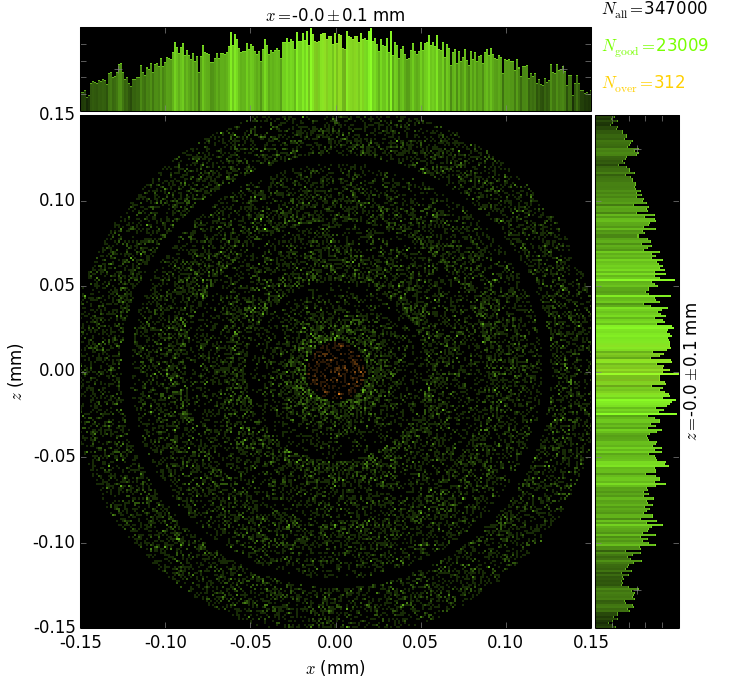 x=-0.0±0.1 mm
N_all=347000
N_good=23009
N_over=312
0.15
0.10
0.05
0.00
-0.05
-0.10
-0.15
z (mm)
z=-0.0±0.1 mm
-0.15 -0.10 -0.05 0.00 0.05 0.10 0.15
x (mm)